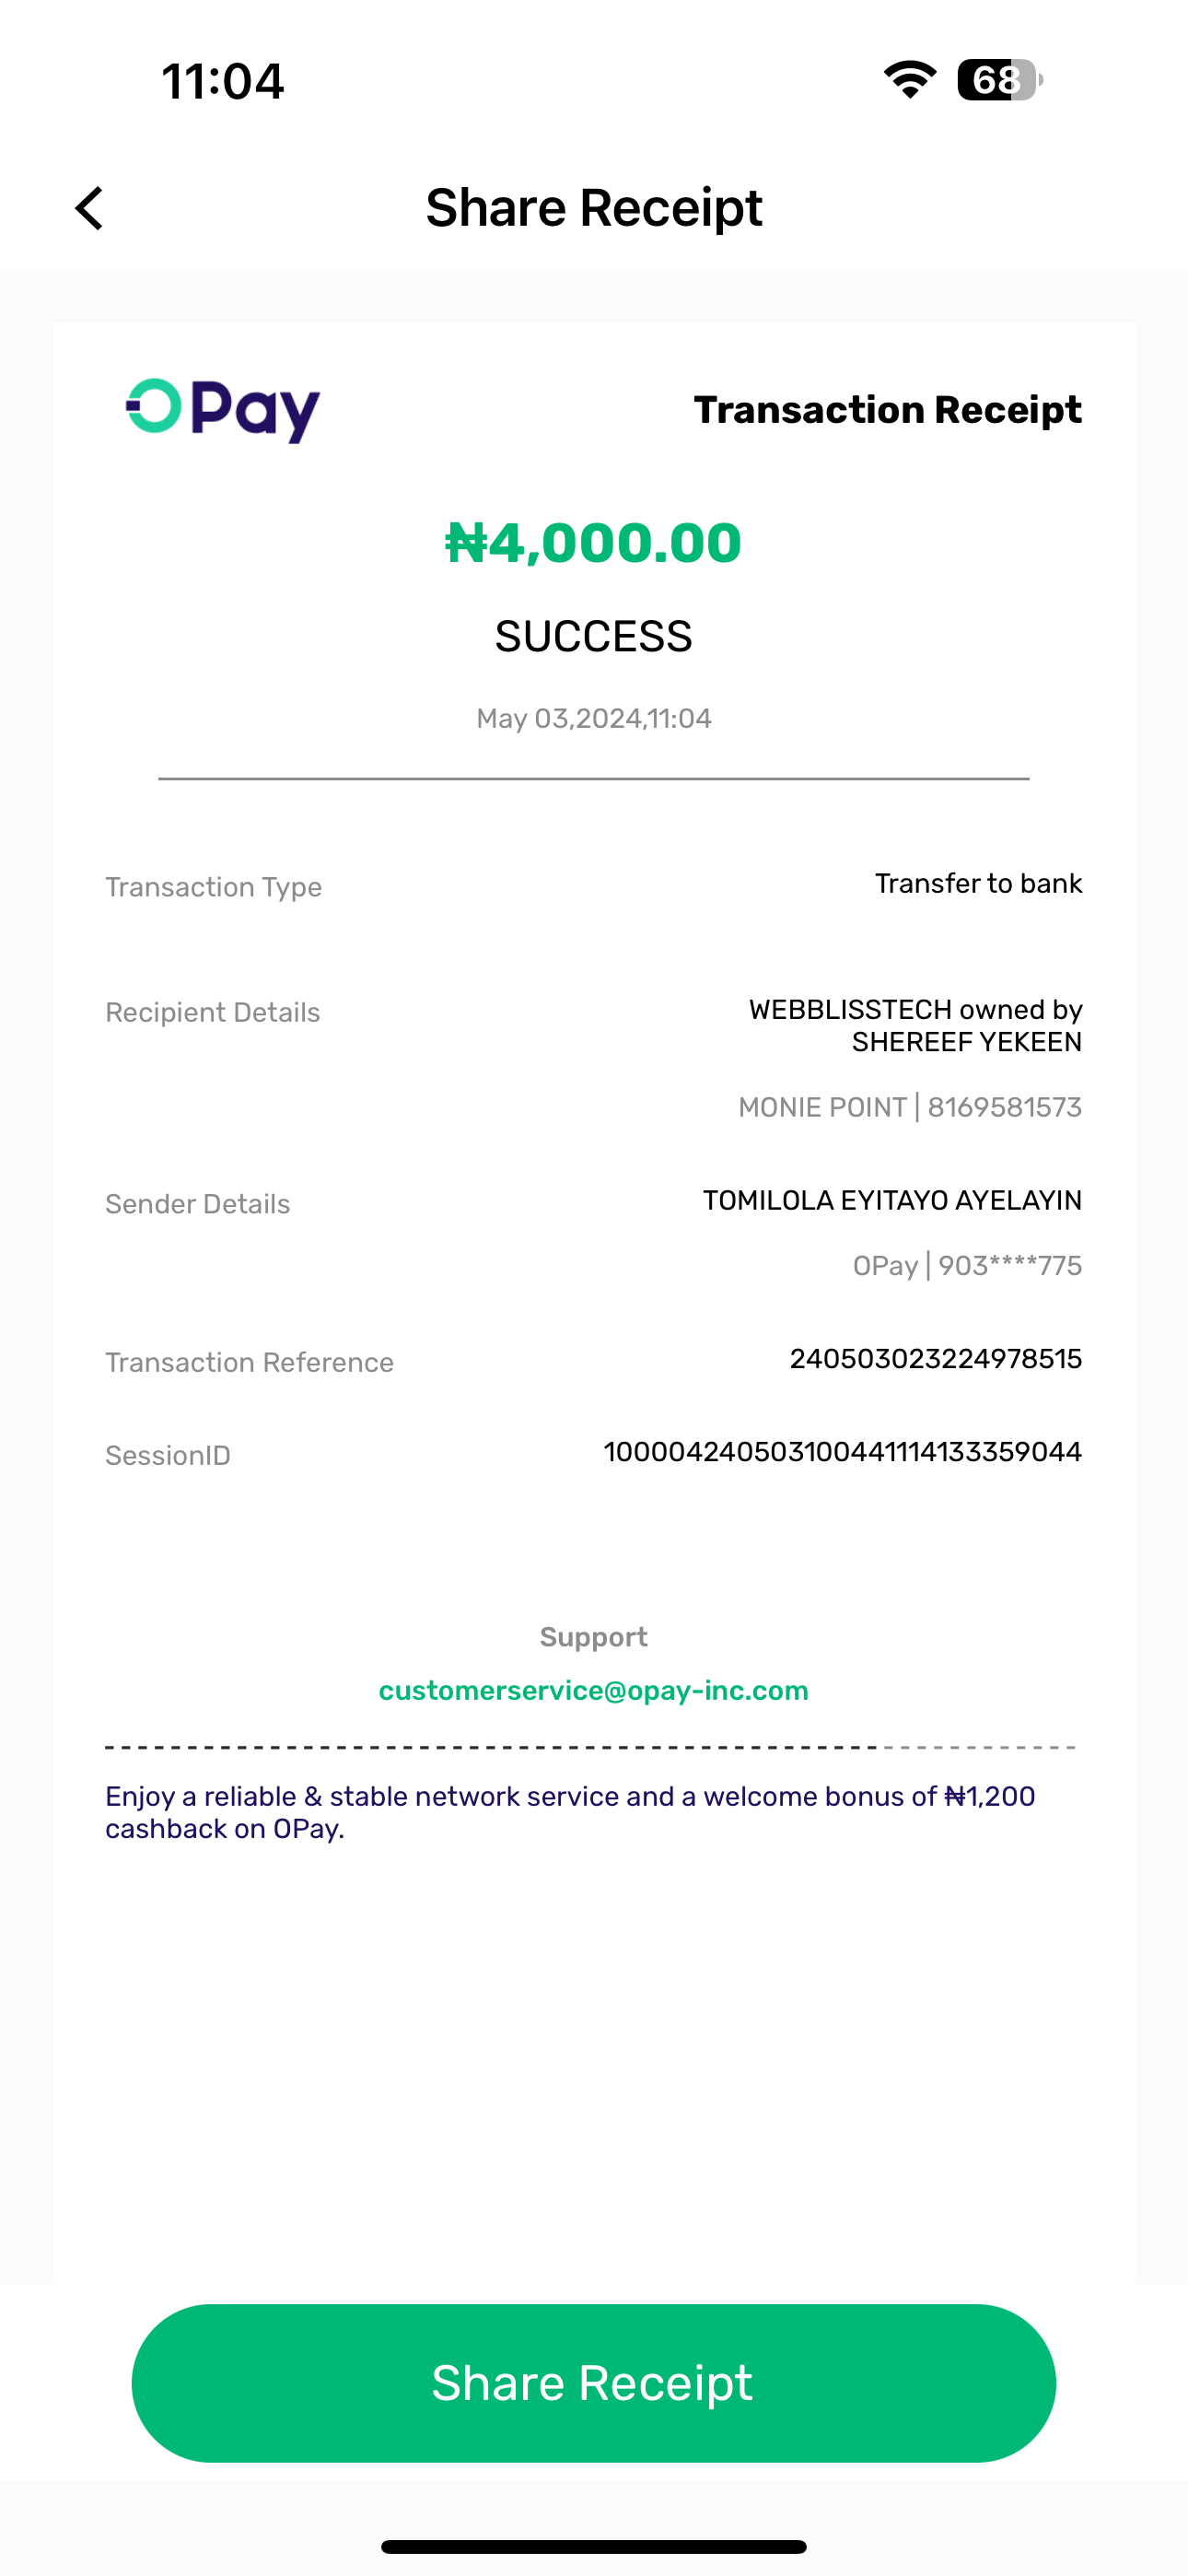 11:04
68
Share Receipt
OPay
Transaction Receipt
₦4,000.00
SUCCESS
May 03,2024,11:04
Transaction Type
Transfer to bank
Recipient Details
WEBBLISSTECH owned by
SHEREEF YEKEEN
MONIE POINT | 8169581573
Sender Details
TOMILOLA EYITAYO AYELAYIN
OPay | 903****775
Transaction Reference
240503023224978515
SessionID
100004240503100441114133359044
Support
customerservice@opay-inc.com
Enjoy a reliable & stable network service and a welcome bonus of ₦1,200
cashback on OPay.
Share Receipt